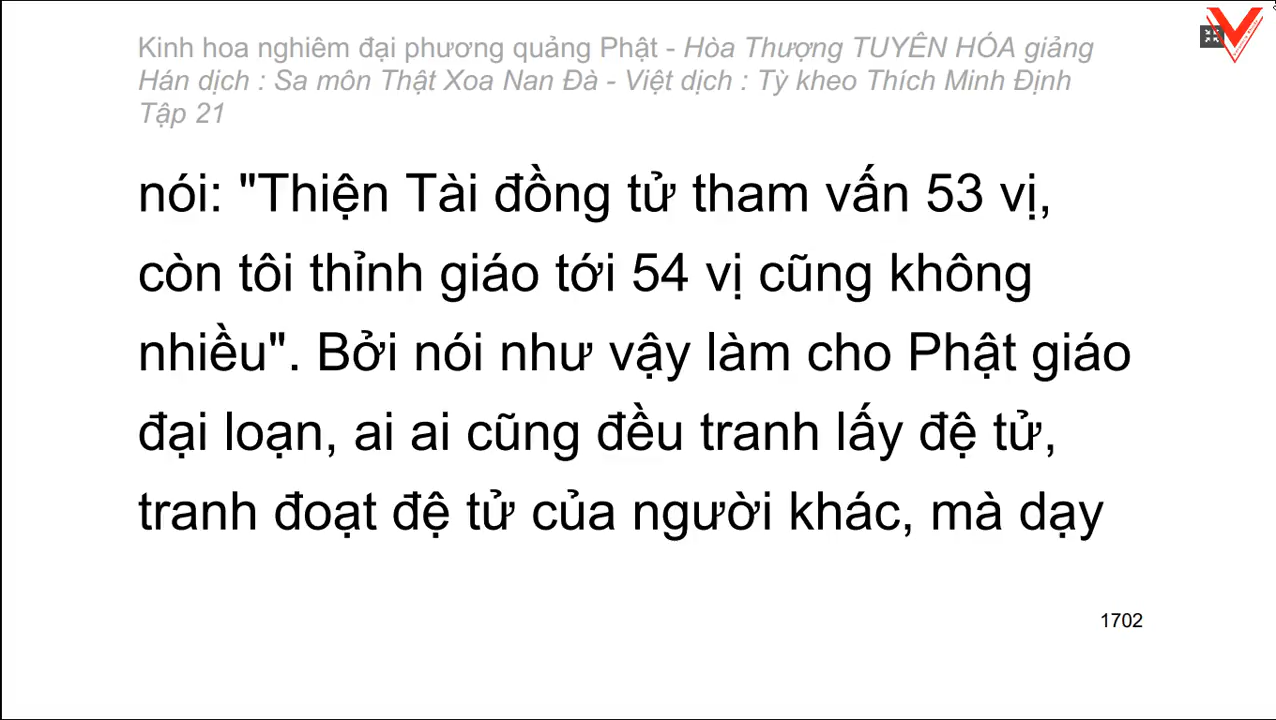 Kinh hoa nghiêm đại phương quảng Phật - Hòa Thượng TUYÊN HÓA giảng
Hán dịch : Sa môn Thật Xoa Nan Đà - Việt dịch : Tỳ kheo Thích Minh Định
Tập 21
nói: "Thiện Tài đồng tử tham vấn 53 vị,
còn tôi thỉnh giáo tới 54 vị cũng không
nhiều". Bởi nói như vậy làm cho Phật giáo
đại loạn, ai ai cũng đều tranh lấy đệ tử,
tranh đoạt đệ tử của người khác, mà dạy
1702